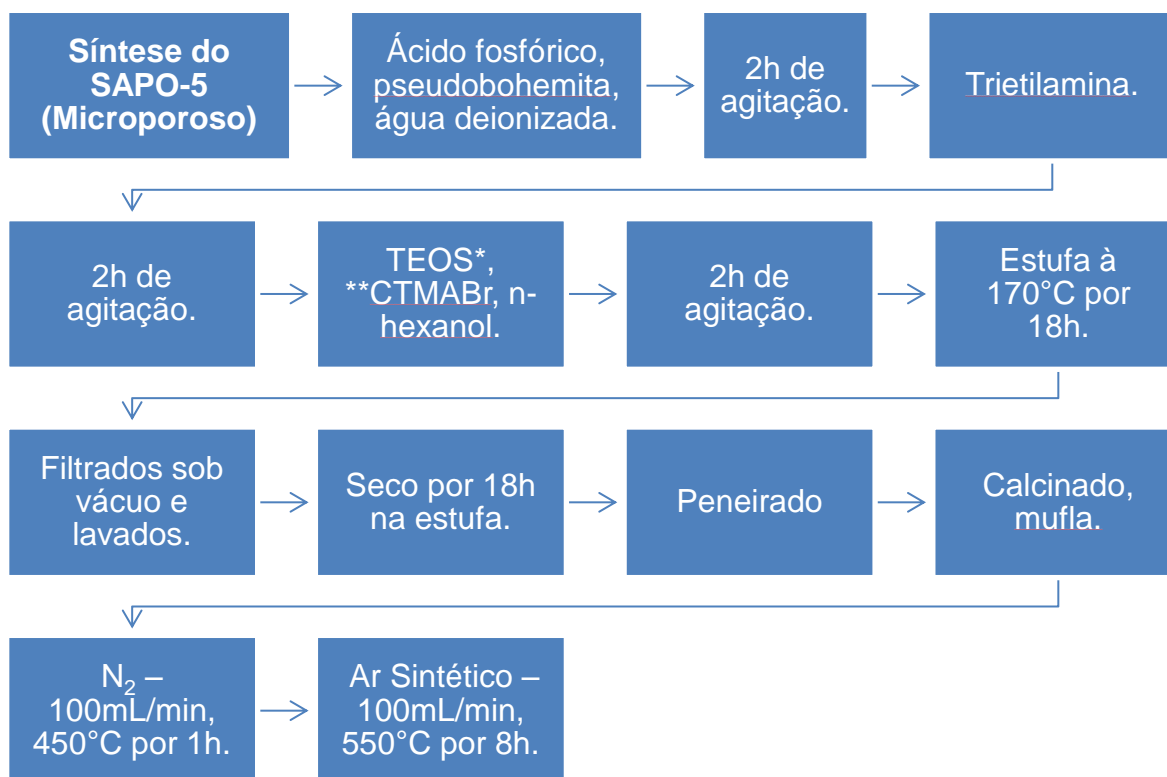 Síntese do
SAPO-5
(Microporoso)
Ácido fosfórico,
pseudobohemita,
água deionizada.
2h de
agitação.
Trietilamina.
2h de
agitação.
TEOS*,
**CTMABr, n-
hexanol.
2h de
agitação.
Estufa à
170°C por
18h.
Filtrados sob
vácuo e
lavados.
Seco por 18h
na estufa.
Peneirado
Calcinado,
mufla.
N₂ –
100mL/min,
450°C por 1h.
Ar Sintético –
100mL/min,
550°C por 8h.